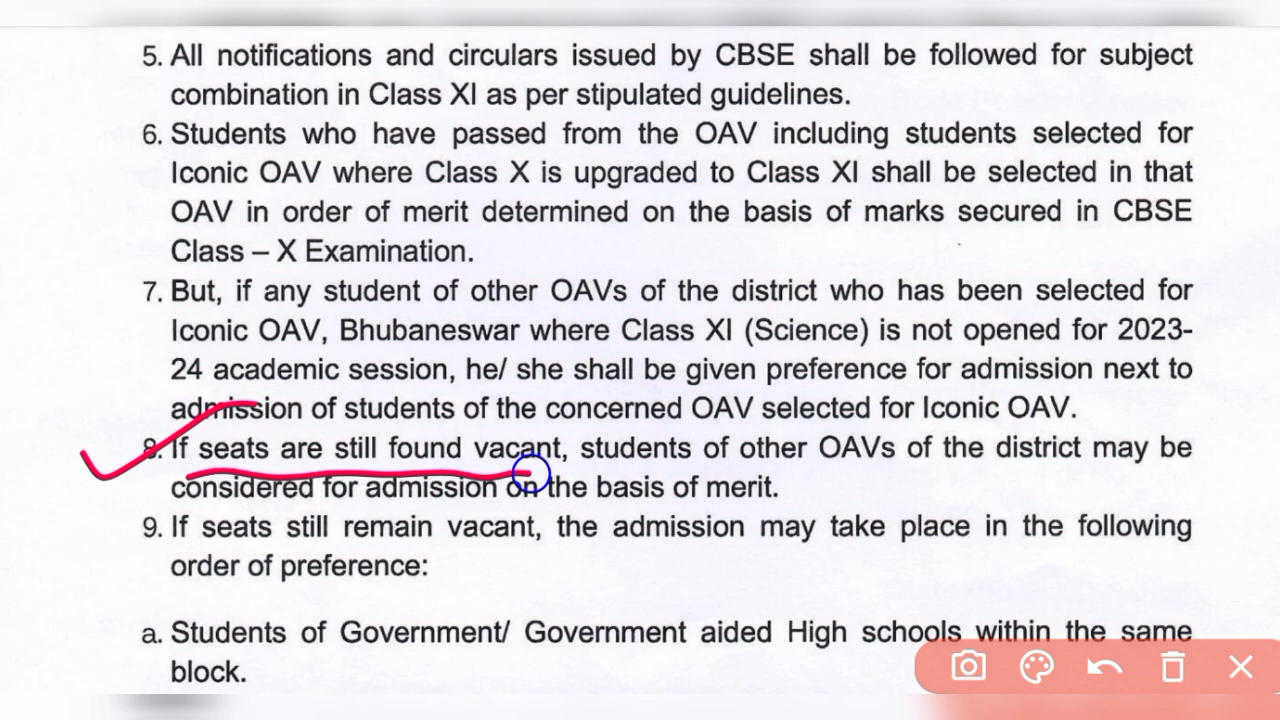 5. All notifications and circulars issued by CBSE shall be followed for subject
combination in Class XI as per stipulated guidelines.
6. Students who have passed from the OAV including students selected for
Iconic OAV where Class X is upgraded to Class XI shall be selected in that
OAV in order of merit determined on the basis of marks secured in CBSE
Class – X Examination.
7. But, if any student of other OAVs of the district who has been selected for
Iconic OAV, Bhubaneswar where Class XI (Science) is not opened for 2023-
24 academic session, he/ she shall be given preference for admission next to
admission of students of the concerned OAV selected for Iconic OAV.
8. If seats are still found vacant, students of other OAVs of the district may be
considered for admission on the basis of merit.
9. If seats still remain vacant, the admission may take place in the following
order of preference:
a. Students of Government/ Government aided High schools within the same
block.